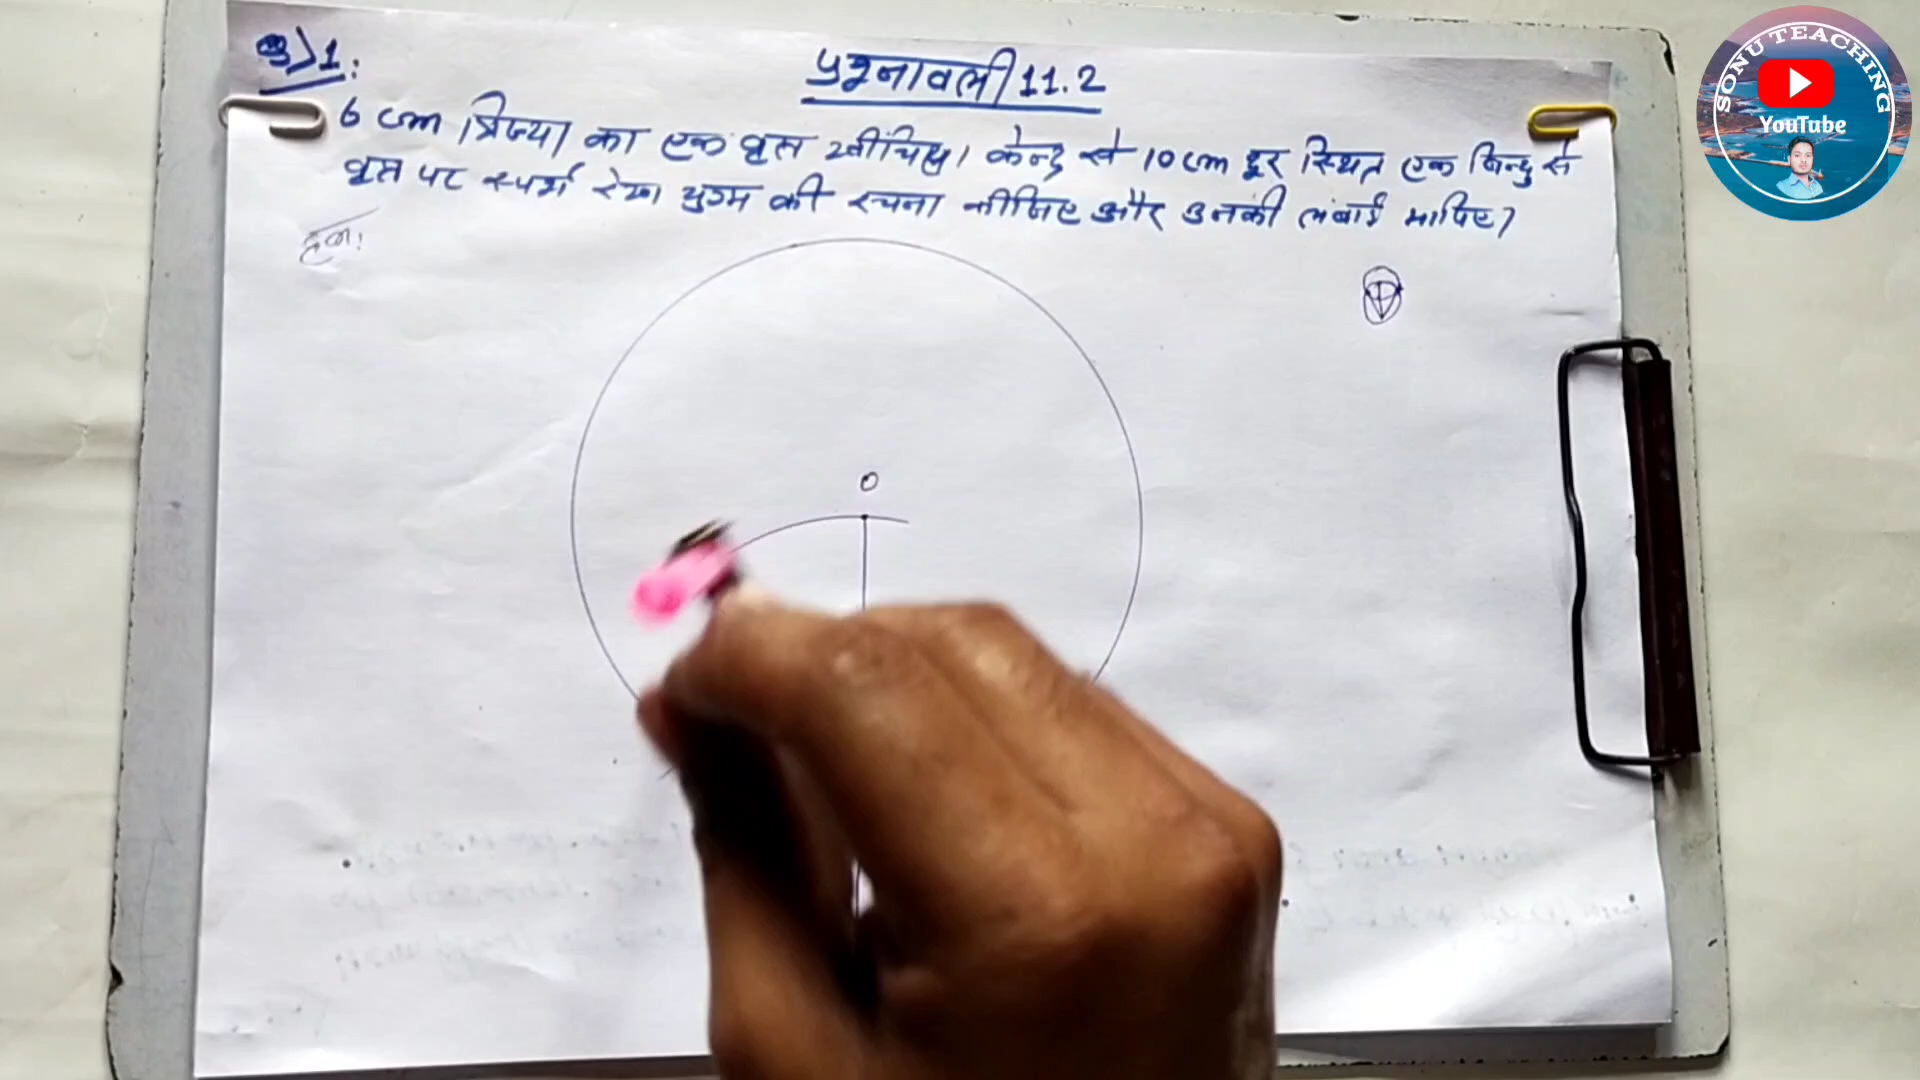 प्रश्नावली 11.2
1:
6 cm त्रिज्या का एक वृत्त खींचिए। केन्द्र से 10 cm दूर स्थित एक बिन्दु से
वृत्त पर स्पर्श रेखा युग्म की रचना कीजिए और उनकी लंबाई मापिए।
हल:
O
SONU TEACHING
YouTube